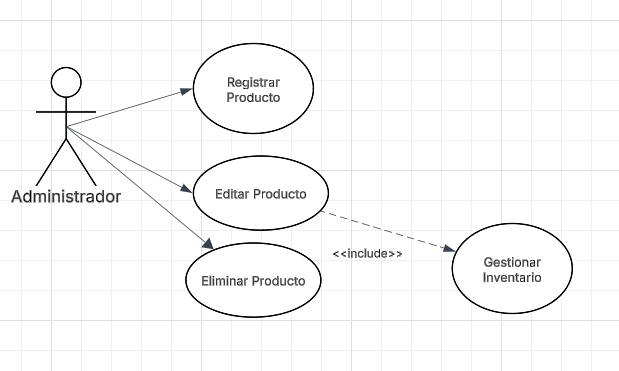 Registrar
Producto
Administrador
Editar Producto
<<include>>
Gestionar
Inventario
Eliminar Producto